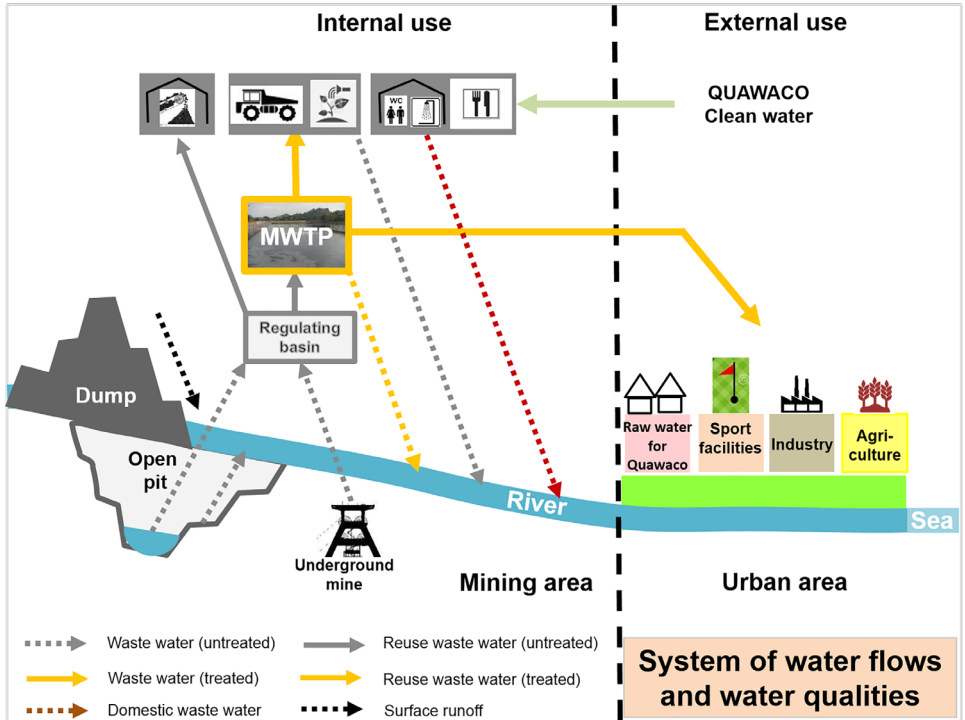 Internal use
External use
WC
QUAWACO
Clean water
MWTP
Regulating
basin
Dump
Open
pit
Raw water
for
Quawaco
Sport
facilities
Industry
Agri-
culture
River
Sea
Underground
mine
Mining area
Urban area
Waste water (untreated)
Reuse waste water (untreated)
Waste water (treated)
Reuse waste water (treated)
Domestic waste water
Surface runoff
System of water flows
and water qualities